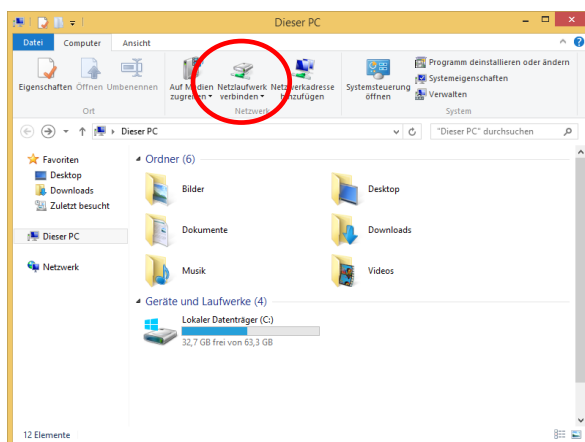 Dieser PC
Datei Computer Ansicht
Eigenschaften Öffnen Umbenennen
Auf Medien zugreifen
Netzlaufwerk verbinden
Netzwerkadresse hinzufügen
Systemsteuerung öffnen
Programm deinstallieren oder ändern
Systemeigenschaften
Verwalten
Ort Netzwerk System
Dieser PC
"Dieser PC" durchsuchen
Favoriten
Desktop
Downloads
Zuletzt besucht
Dieser PC
Netzwerk
Ordner (6)
Bilder Desktop
Dokumente Downloads
Musik Videos
Geräte und Laufwerke (4)
Lokaler Datenträger (C:)
32,7 GB frei von 63,3 GB
12 Elemente